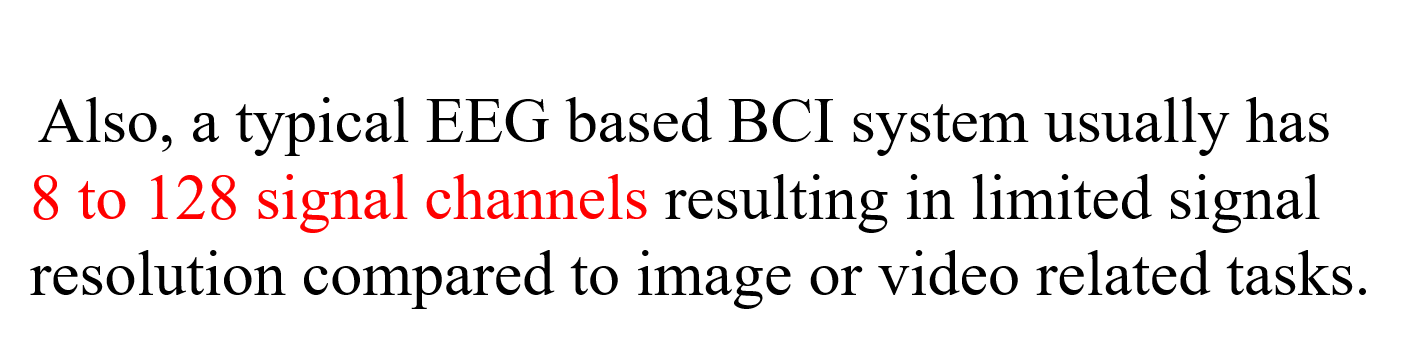 Also, a typical EEG based BCI system usually has
8 to 128 signal channels resulting in limited signal
resolution compared to image or video related tasks.